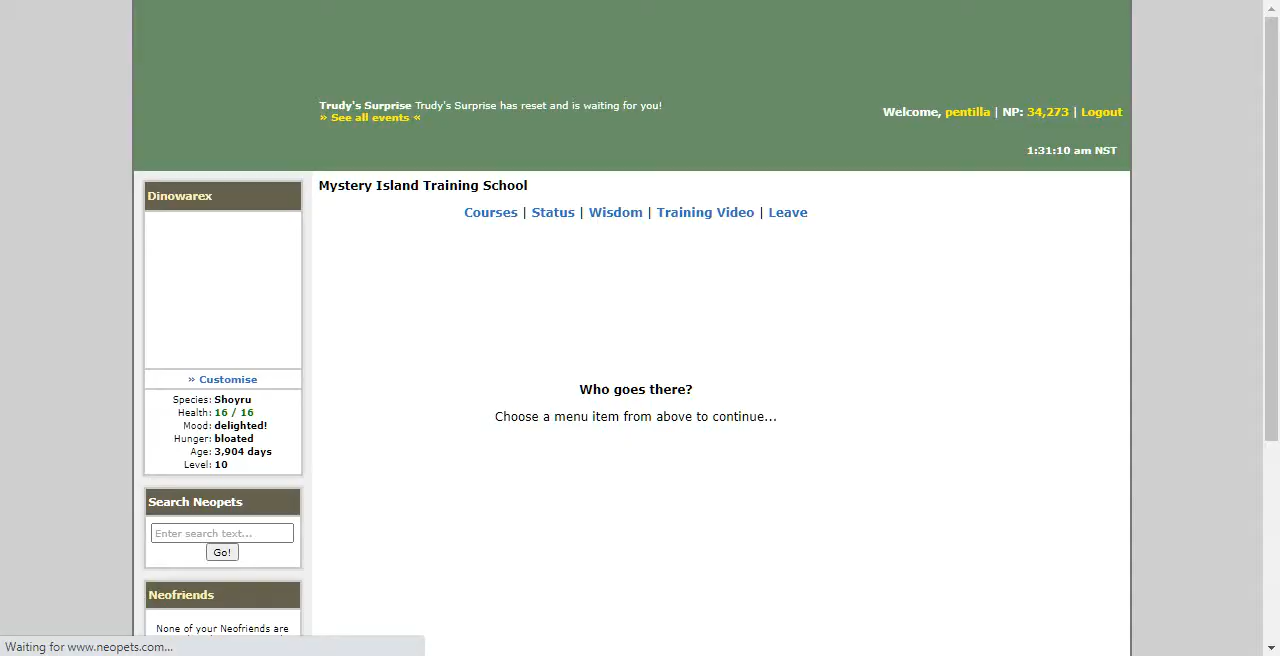 Trudy's Surprise Trudy's Surprise has reset and is waiting for you!
» See all events «
Welcome, pentilla | NP: 34,273 | Logout
1:31:10 am NST
Dinowarex
» Customise
Species: Shoyru
Health: 16 / 16
Mood: delighted!
Hunger: bloated
Age: 3,904 days
Level: 10
Search Neopets
Enter search text...
Go!
Neofriends
None of your Neofriends are
Mystery Island Training School
Courses | Status | Wisdom | Training Video | Leave
Who goes there?
Choose a menu item from above to continue...
Waiting for www.neopets.com...